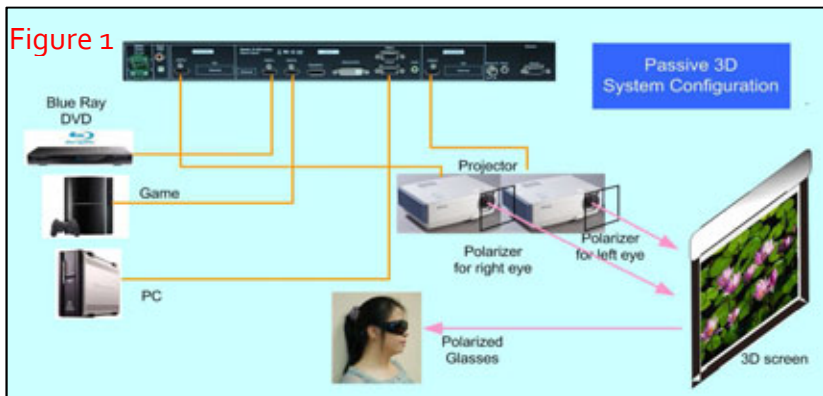 Figure 1
Passive 3D
System Configuration
Blue Ray
DVD
Game
PC
Projector
Polarizer
for right eye
Polarizer
for left eye
Polarized
Glasses
3D screen